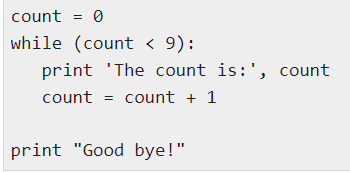 count = 0
while (count < 9):
   print 'The count is:', count
   count = count + 1

print "Good bye!"